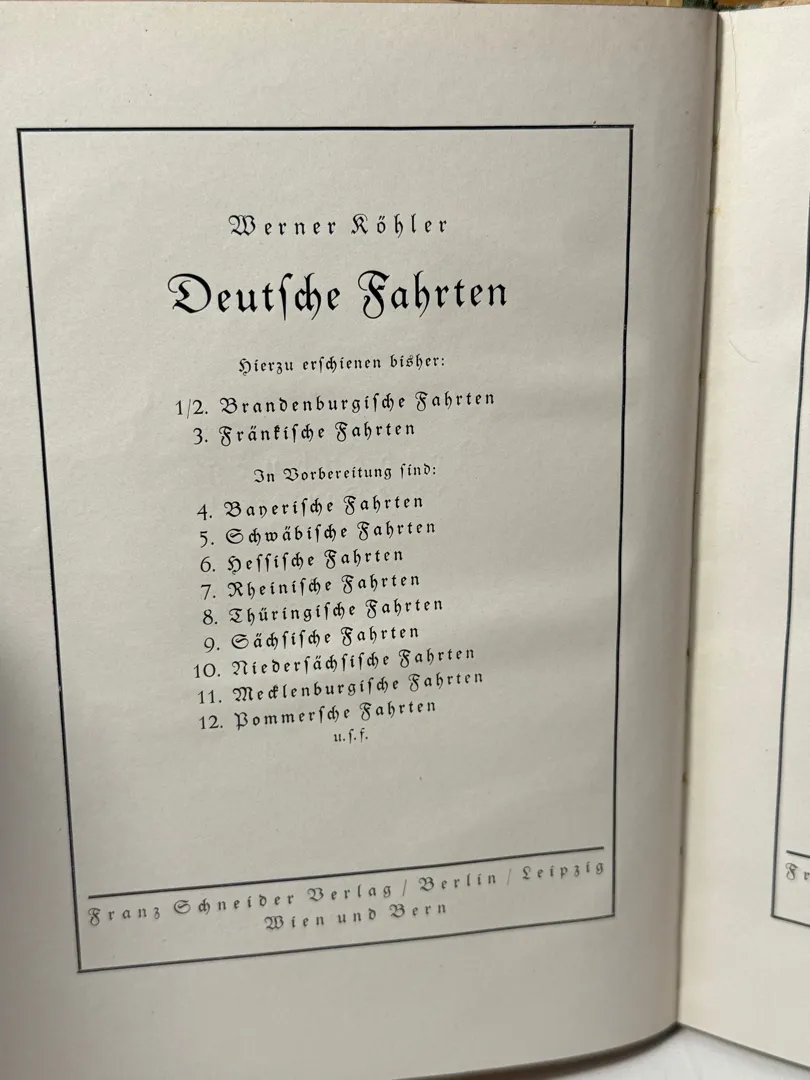 Werner Köhler
Deutſche Fahrten
Hierzu erſchienen bisher:
1/2. Brandenburgiſche Fahrten
3. Fränkiſche Fahrten
In Vorbereitung ſind:
4. Bayeriſche Fahrten
5. Schwäbiſche Fahrten
6. Heſſiſche Fahrten
7. Rheiniſche Fahrten
8. Thüringiſche Fahrten
9. Sächſiſche Fahrten
10. Niederſächſiſche Fahrten
11. Mecklenburgiſche Fahrten
12. Pommerſche Fahrten
u. ſ. f.
Franz Schneider Verlag / Berlin / Leipzig
Wien und Bern